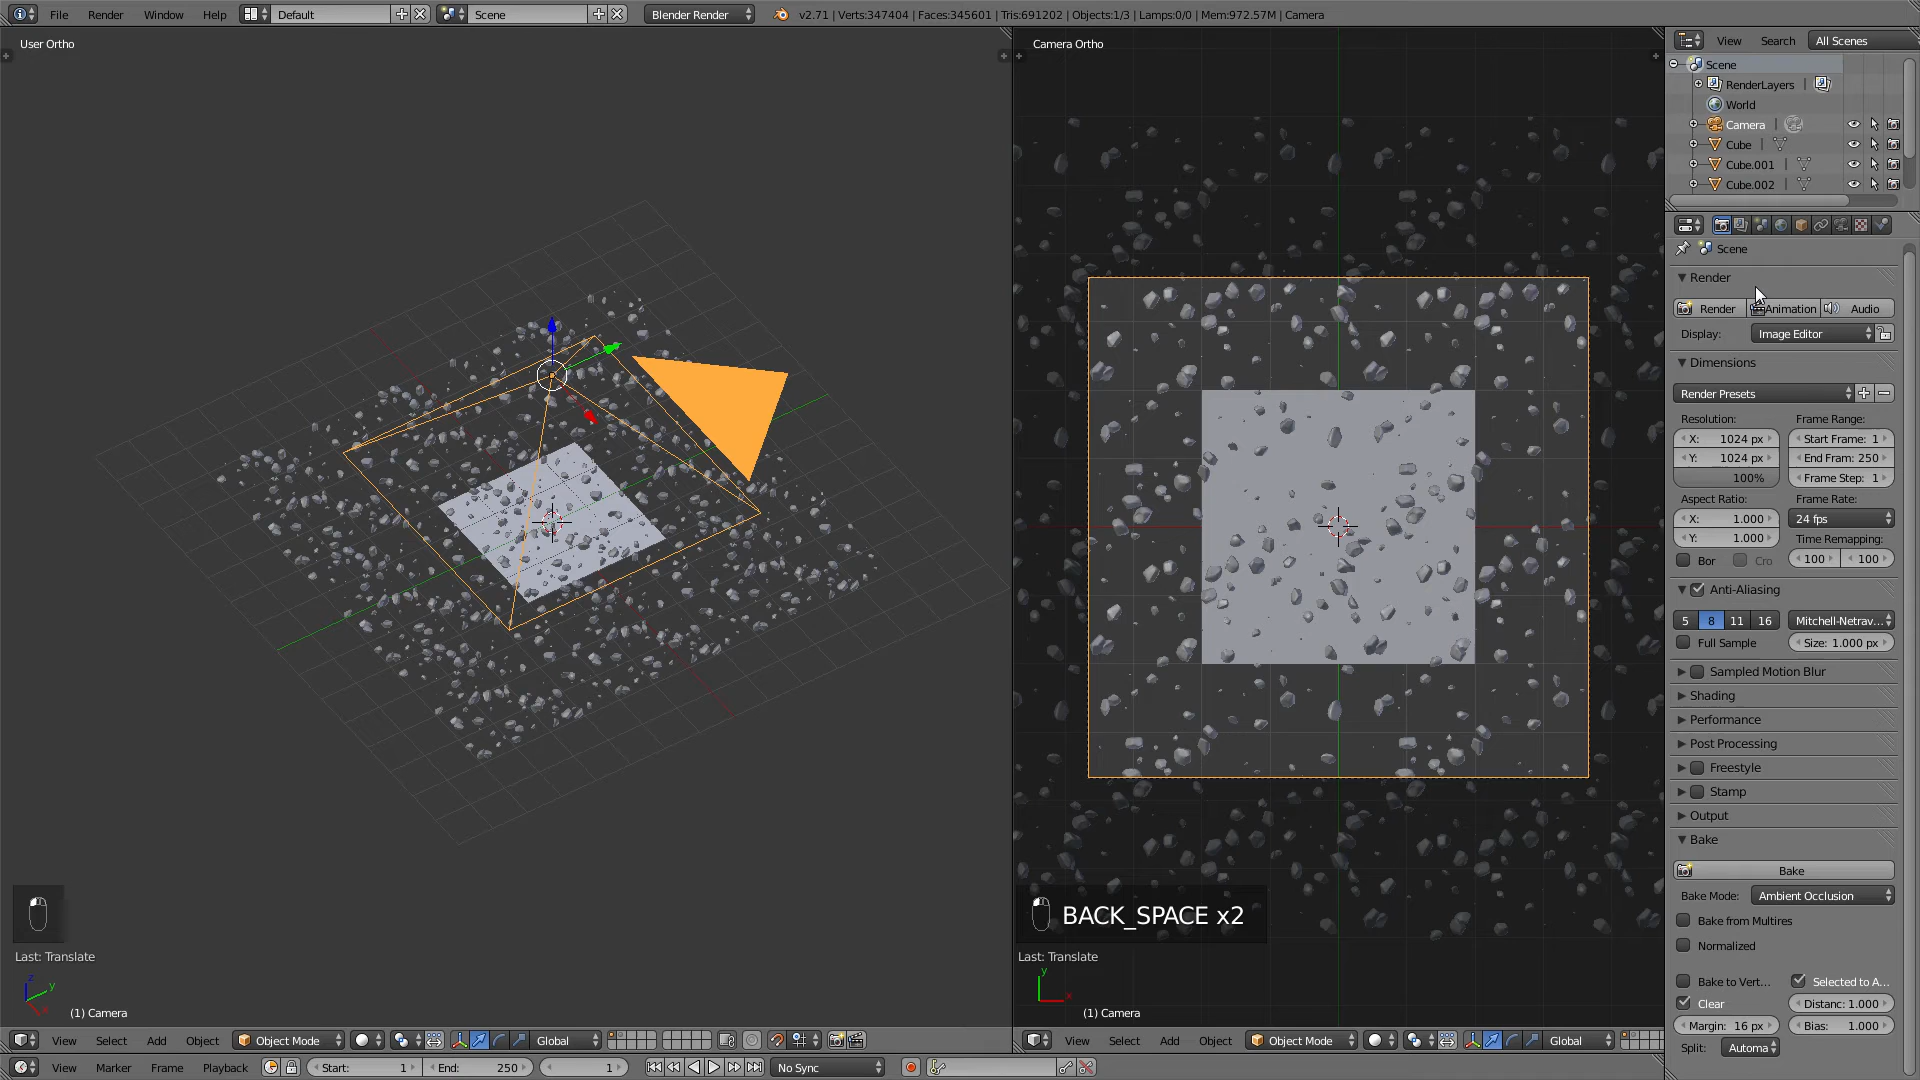 File Render Window Help Default Scene Blender Render v2.71 | Verts:347404 | Faces:345601 | Tris:691202 | Objects:1/3 | Lamps:0/0 | Mem:972.57M | Camera
User Ortho
Camera Ortho
View Search All Scenes
Scene
RenderLayers
World
Camera
Cube
Cube.001
Cube.002
Scene
Render
Render Animation Audio
Display: Image Editor
Dimensions
Render Presets
Resolution: Frame Range:
X: 1024 px Start Frame: 1
Y: 1024 px End Fram: 250
100% Frame Step: 1
Aspect Ratio: Frame Rate:
X: 1.000 24 fps
Y: 1.000 Time Remapping:
Bor Cro 100 100
Anti-Aliasing
5 8 11 16 Mitchell-Netrav...
Full Sample Size: 1.000 px
Sampled Motion Blur
Shading
Performance
Post Processing
Freestyle
Stamp
Output
Bake
Bake
Bake Mode: Ambient Occlusion
Bake from Multires
Normalized
Bake to Vert... Selected to A...
Clear Distanc: 1.000
Margin: 16 px Bias: 1.000
Split: Automa
BACK_SPACE x2
Last: Translate
Last: Translate
z y x
y x
(1) Camera
(1) Camera
View Select Add Object Object Mode Global
View Select Add Object Object Mode Global
View Marker Frame Playback Start: 1 End: 250 1 No Sync